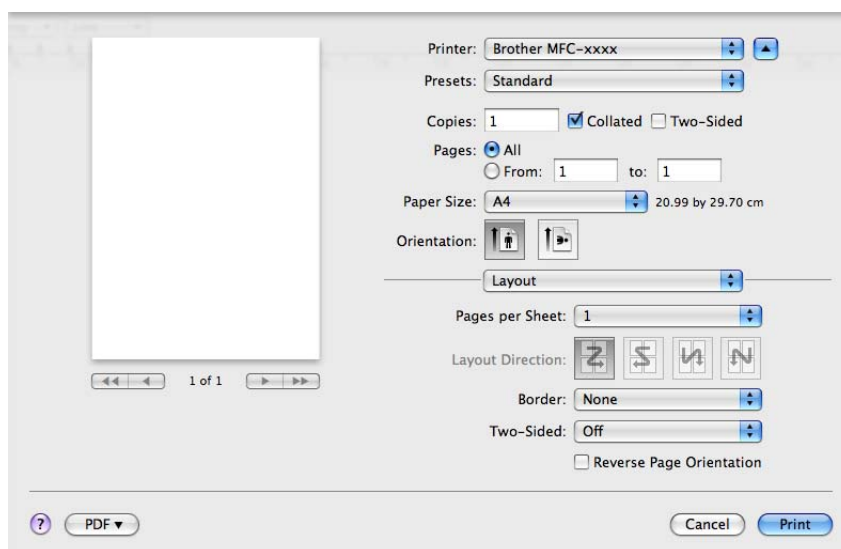 Printer: Brother MFC-xxxx
Presets: Standard
Copies: 1 Collated Two-Sided
Pages: All
From: 1 to: 1
Paper Size: A4 20.99 by 29.70 cm
Orientation:
Layout
Pages per Sheet: 1
Layout Direction:
Border: None
Two-Sided: Off
Reverse Page Orientation
1 of 1
? PDF▼ Cancel Print